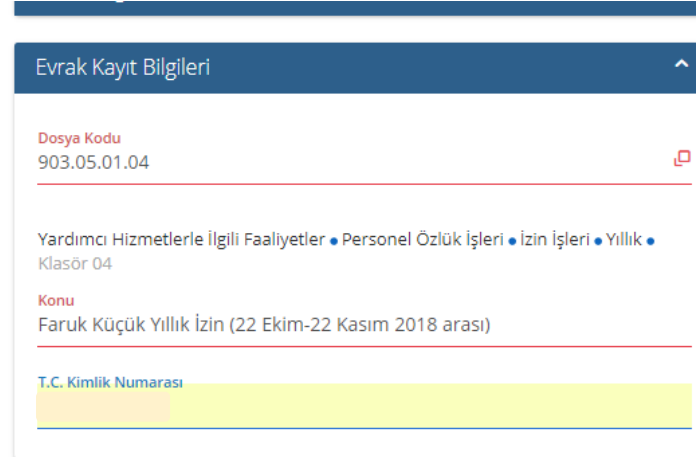 Evrak Kayıt Bilgileri
Dosya Kodu
903.05.01.04
Yardımcı Hizmetlerle İlgili Faaliyetler • Personel Özlük İşleri • İzin İşleri • Yıllık •
Klasör 04
Konu
Faruk Küçük Yıllık İzin (22 Ekim-22 Kasım 2018 arası)
T.C. Kimlik Numarası